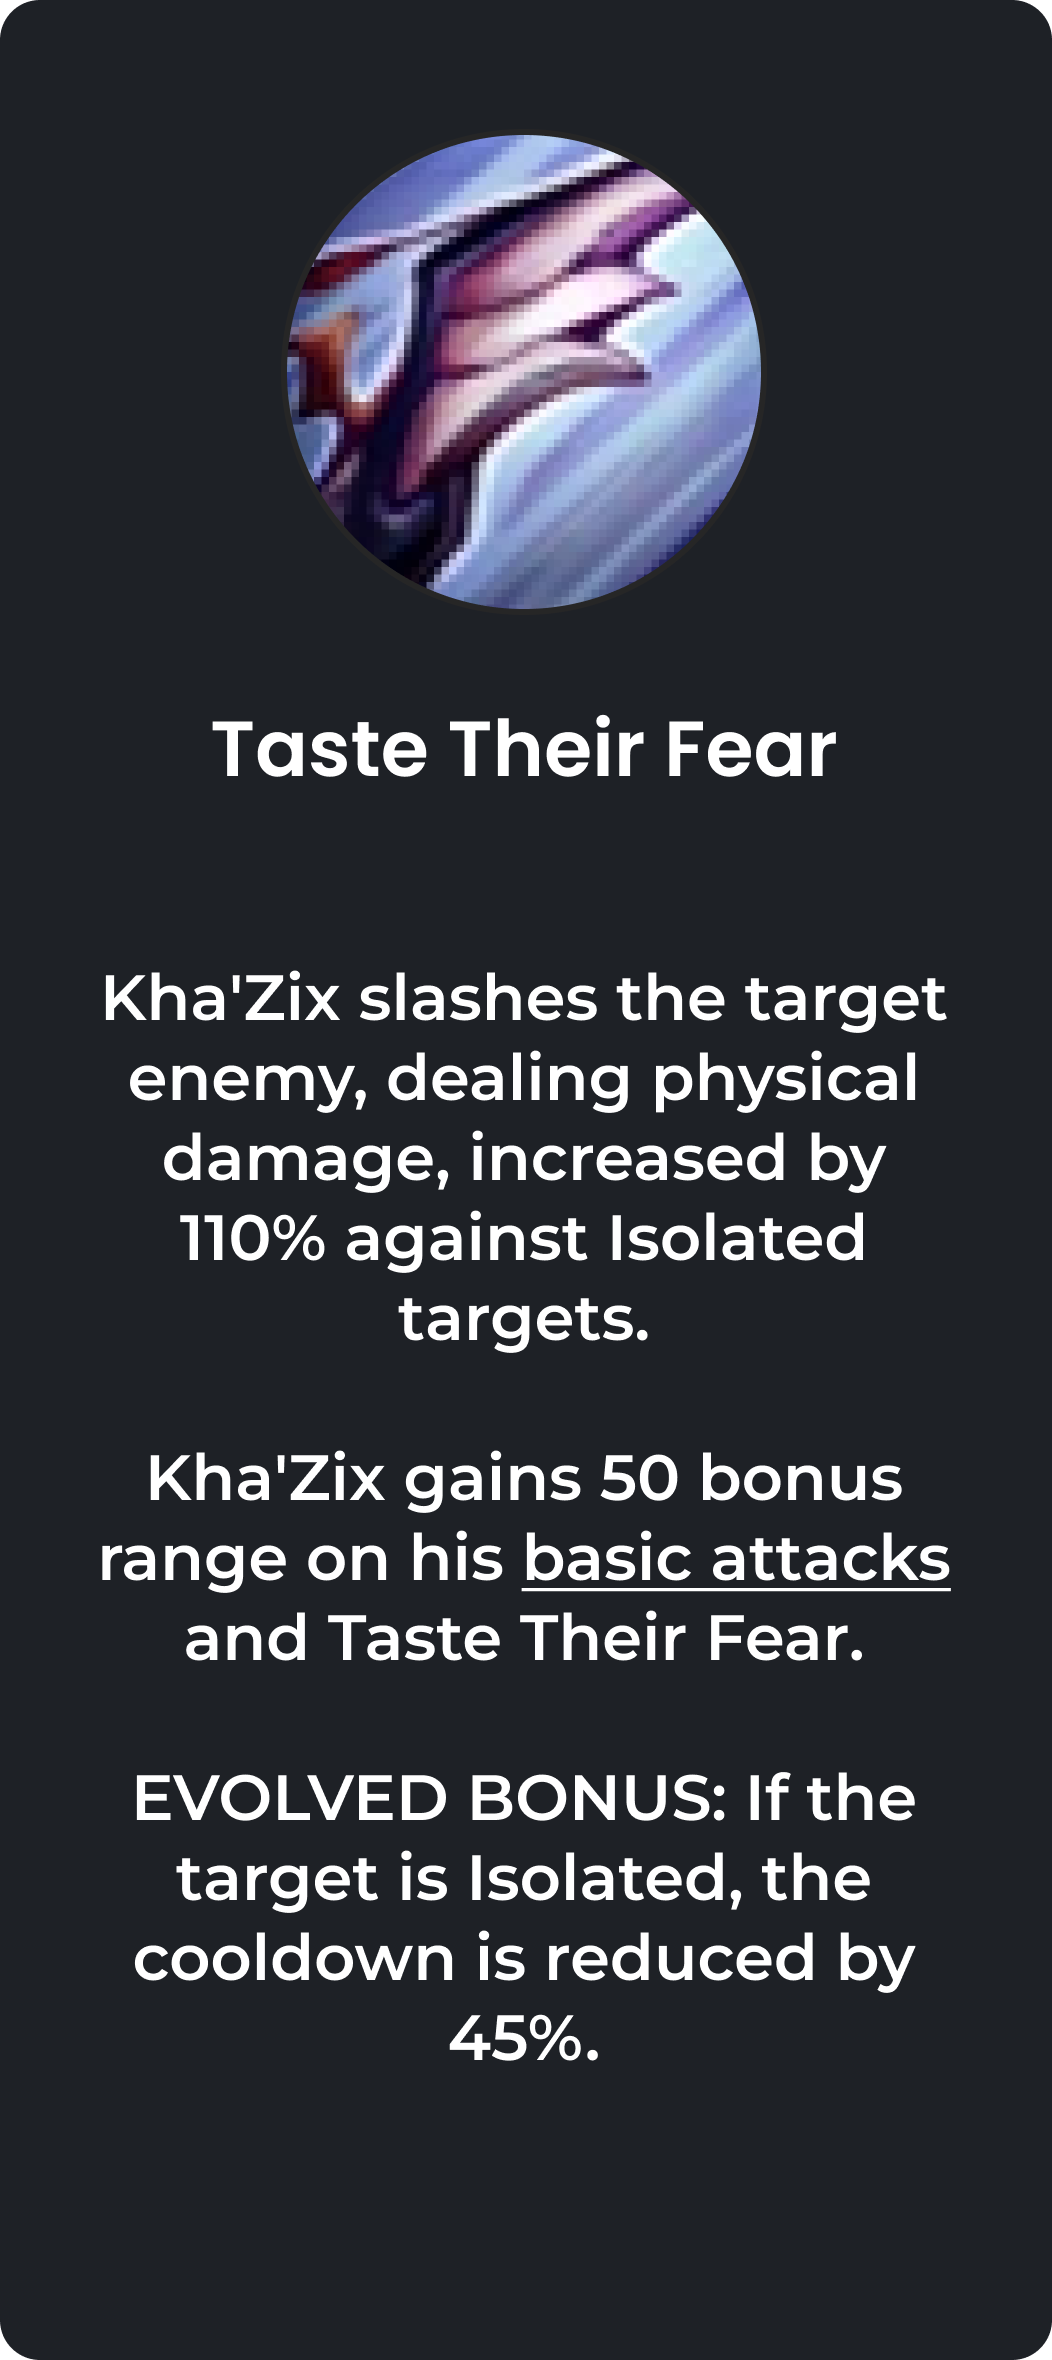 Taste Their Fear
Kha'Zix slashes the target
enemy, dealing physical
damage, increased by
110% against Isolated
targets.
Kha'Zix gains 50 bonus
range on his basic attacks
and Taste Their Fear.
EVOLVED BONUS: If the
target is Isolated, the
cooldown is reduced by
45%.